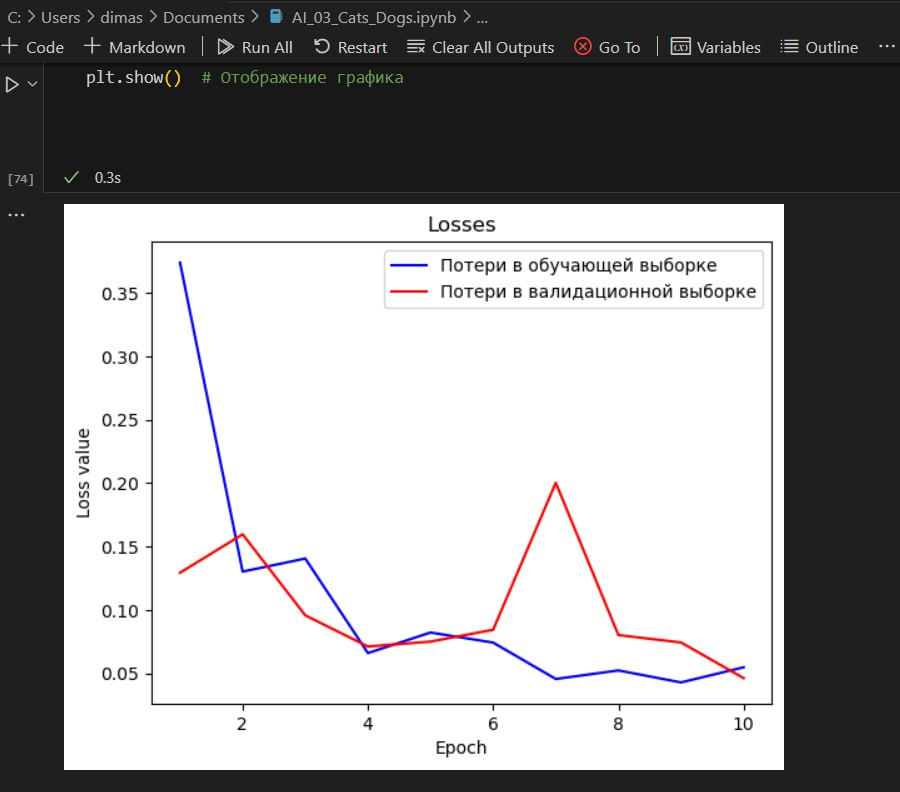 C: > Users > dimas > Documents > AI_03_Cats_Dogs.ipynb > ...
+ Code + Markdown | Run All Restart Clear All Outputs Go To | Variables Outline ...
plt.show() # Отображение графика
[74] ✓ 0.3s
...
Losses
Потери в обучающей выборке
Потери в валидационной выборке
0.35
0.30
0.25
0.20
0.15
0.10
0.05
Loss value
2 4 6 8 10
Epoch